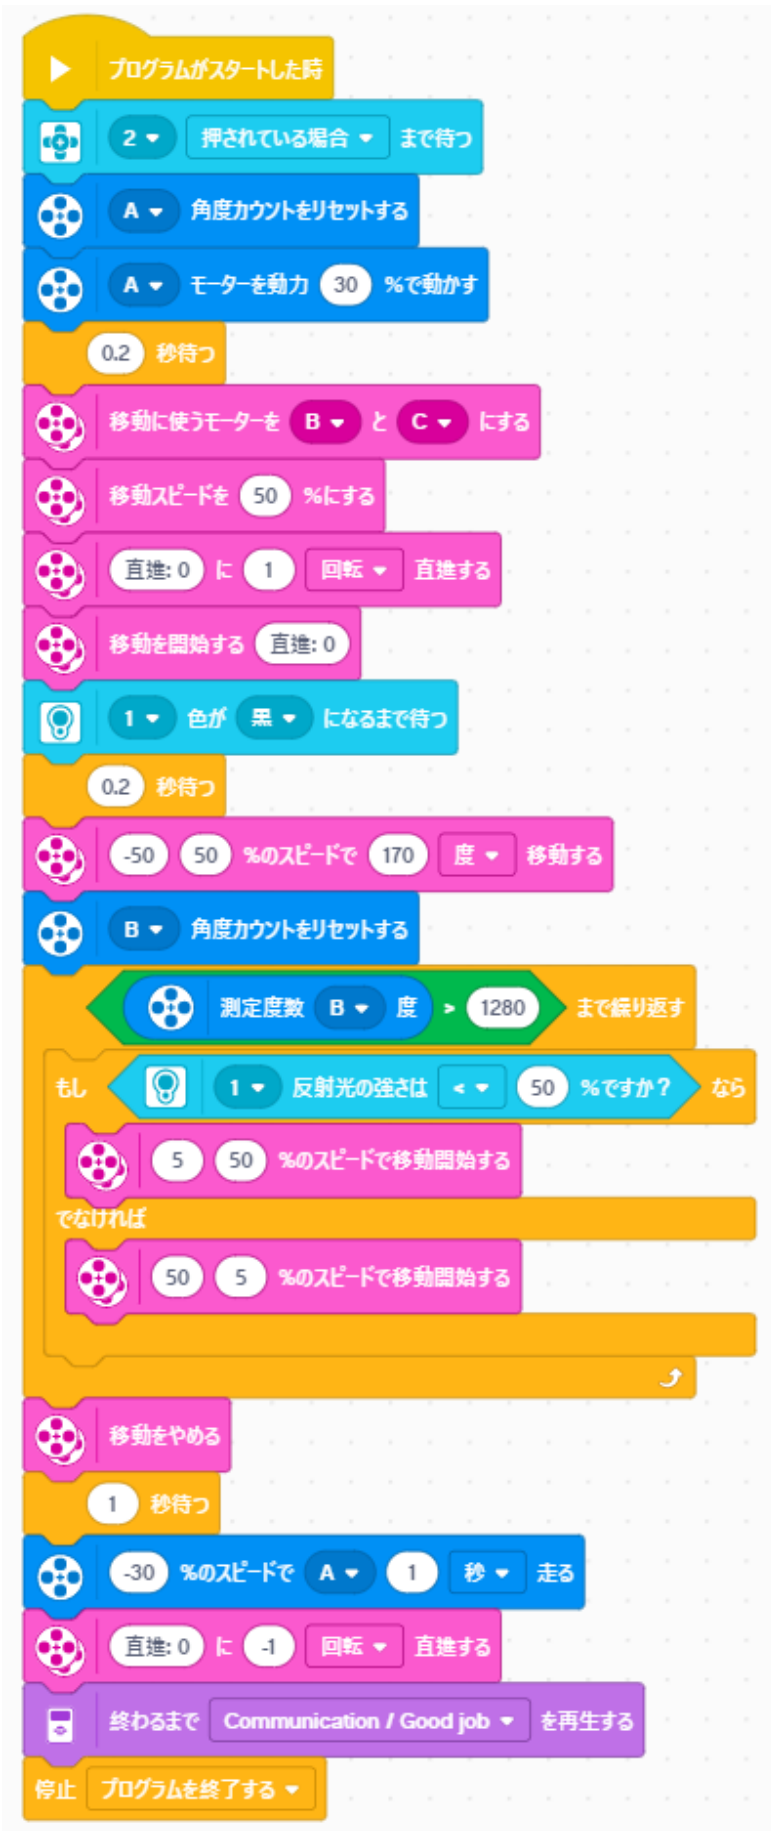 プログラムがスタートした時
2 押されている場合 まで待つ
A 角度カウントをリセットする
A モーターを動力 30 %で動かす
0.2 秒待つ
移動に使うモーターを B と C にする
移動スピードを 50 %にする
直進: 0 に 1 回転 直進する
移動を開始する 直進: 0
1 色が 黒 になるまで待つ
0.2 秒待つ
-50 50 %のスピードで 170 度 移動する
B 角度カウントをリセットする
測定度数 B 度 > 1280 まで繰り返す
もし 1 反射光の強さは < 50 %ですか? なら
5 50 %のスピードで移動開始する
でなければ
50 5 %のスピードで移動開始する
移動をやめる
1 秒待つ
-30 %のスピードで A 1 秒 走る
直進: 0 に -1 回転 直進する
終わるまで Communication / Good job を再生する
停止 プログラムを終了する